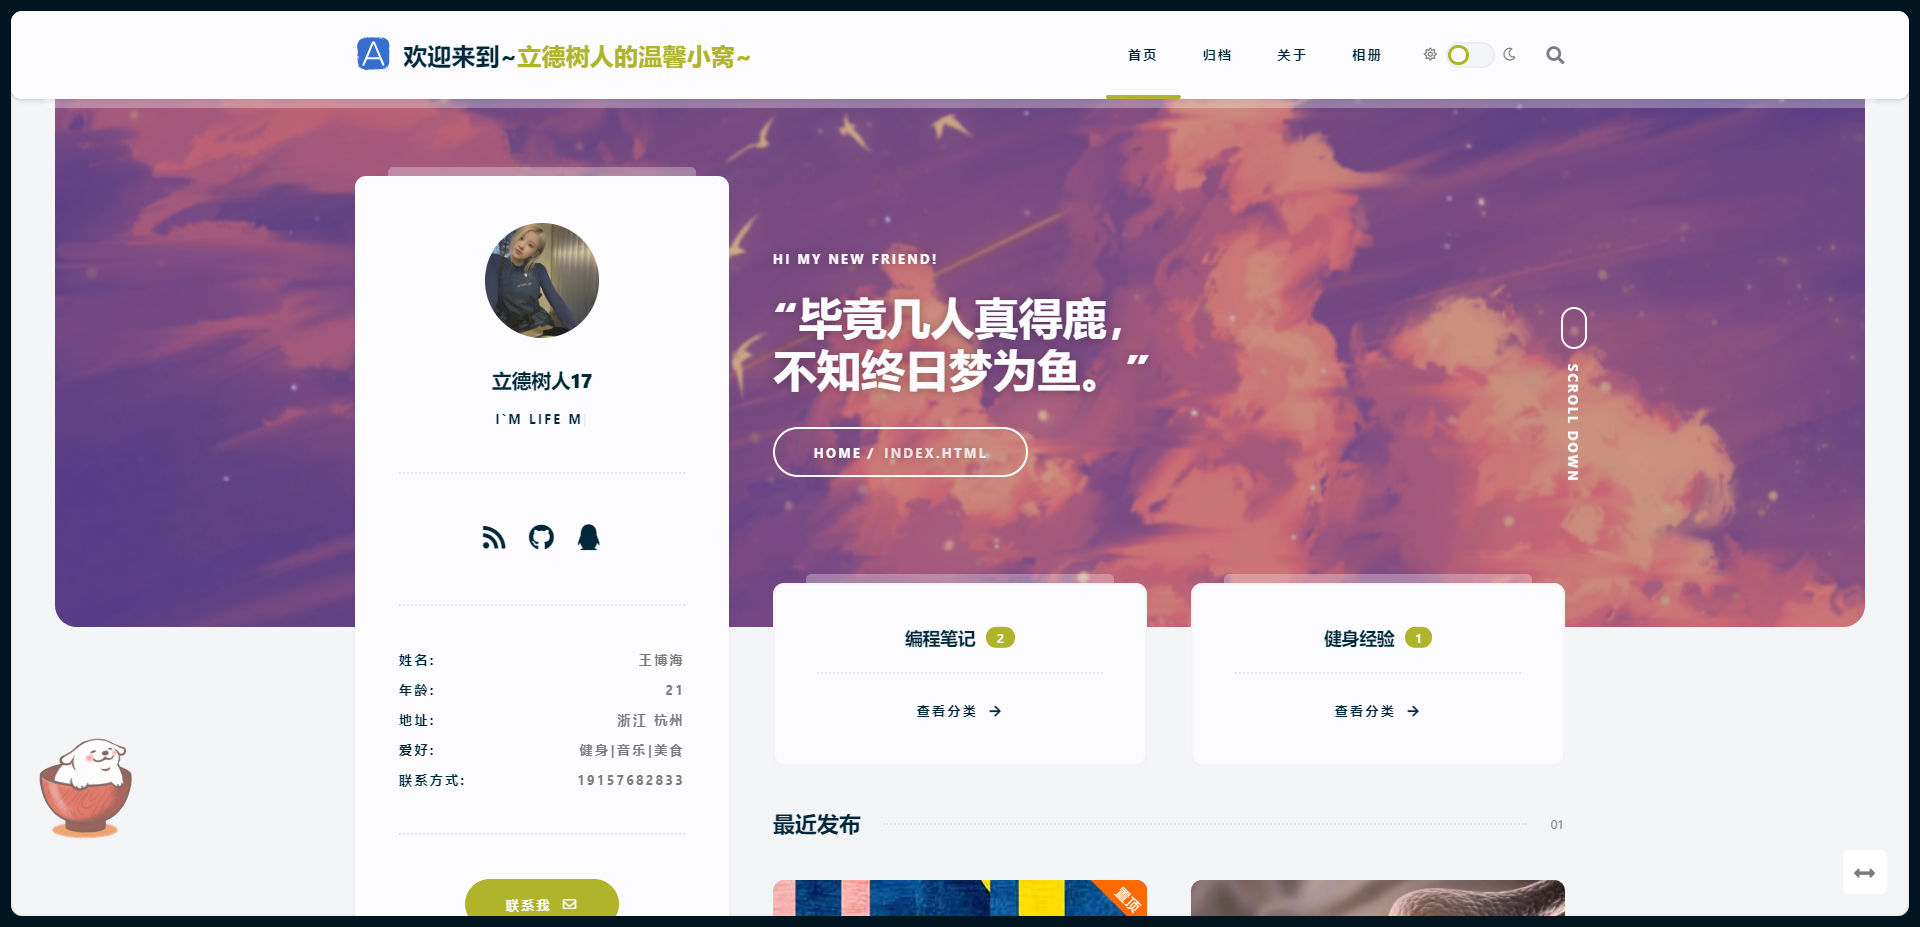 A 欢迎来到~立德树人的温馨小窝~
首页 归档 关于 相册
HI MY NEW FRIEND!
“毕竟几人真得鹿，
不知终日梦为鱼。”
HOME / INDEX.HTML
SCROLL DOWN
立德树人17
I`M LIFE M
姓名: 王博海
年龄: 21
地址: 浙江 杭州
爱好: 健身|音乐|美食
联系方式: 19157682833
联系我
编程笔记 2
查看分类
健身经验 1
查看分类
最近发布 01
置顶